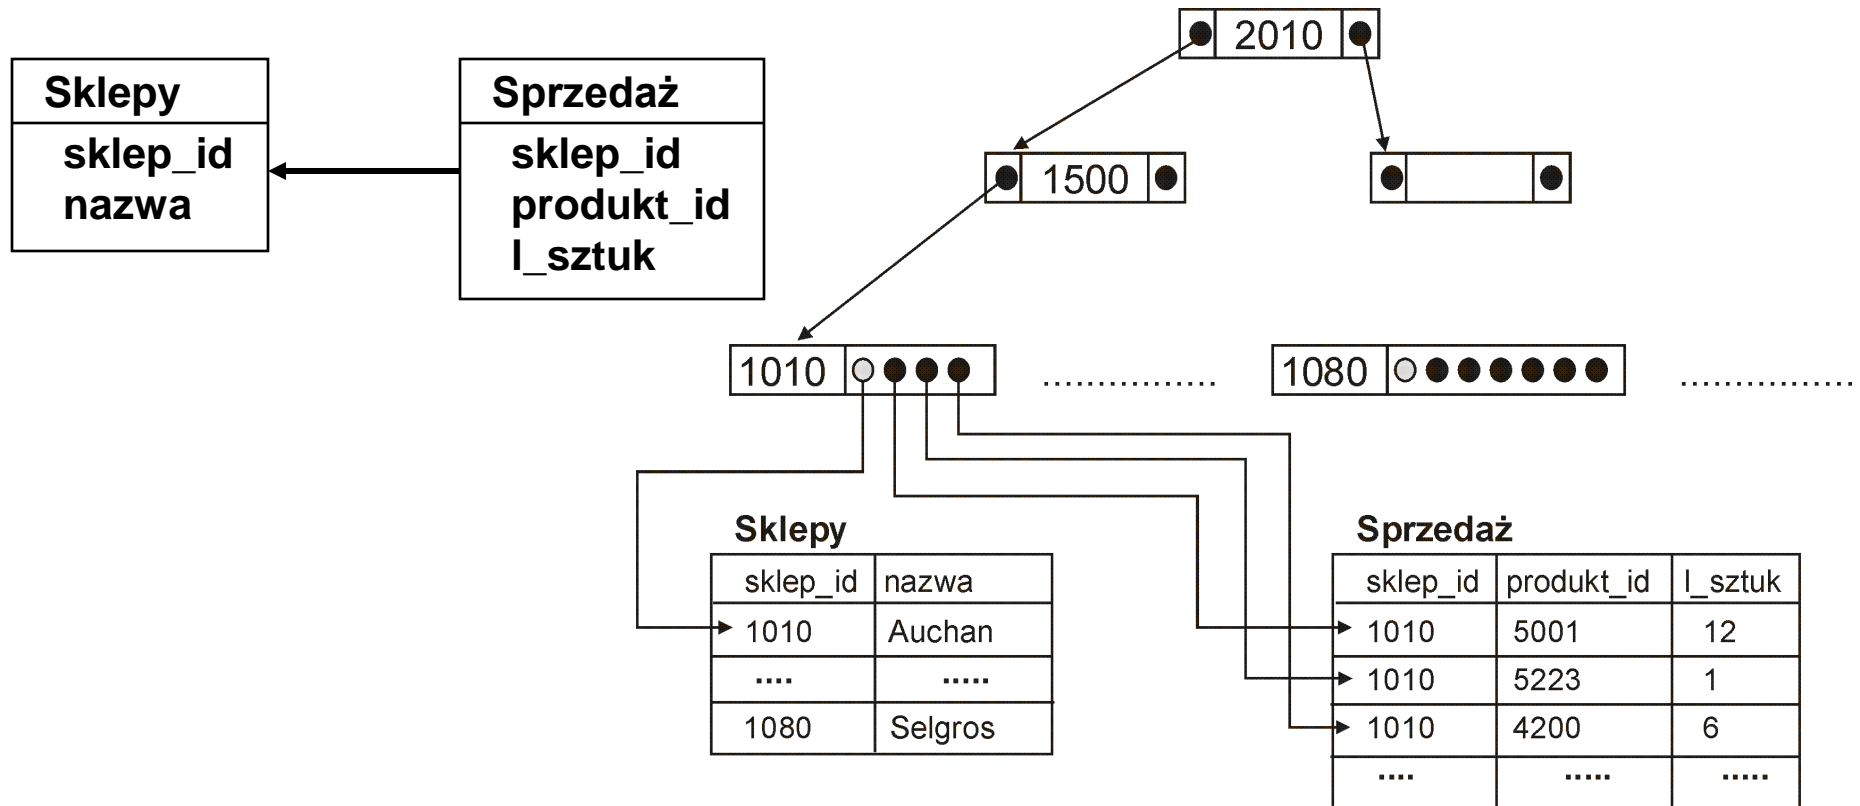 Sklepy
sklep_id
nazwa
Sprzedaż
sklep_id
produkt_id
l_sztuk
2010
1500
1010
...............
1080
...............
Sklepy
sklep_id nazwa
1010 Auchan
.... .....
1080 Selgros
Sprzedaż
sklep_id produkt_id l_sztuk
1010 5001 12
1010 5223 1
1010 4200 6
.... ..... .....